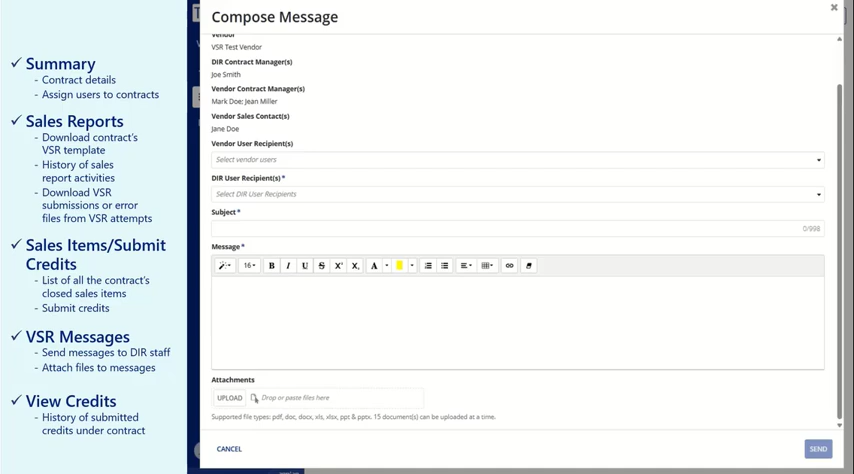 ✓ Summary
- Contract details
- Assign users to contracts
✓ Sales Reports
- Download contract's
VSR template
- History of sales
report activities
- Download VSR
submissions or error
files from VSR attempts
✓ Sales Items/Submit
Credits
- List of all the contract's
closed sales items
- Submit credits
✓ VSR Messages
- Send messages to DIR staff
- Attach files to messages
✓ View Credits
- History of submitted
credits under contract
Compose Message
Vendor
VSR Test Vendor
DIR Contract Manager(s)
Joe Smith
Vendor Contract Manager(s)
Mark Doe; Jean Miller
Vendor Sales Contact(s)
Jane Doe
Vendor User Recipient(s)
Select vendor users
DIR User Recipient(s)*
Select DIR User Recipients
Subject*
0/998
Message*
16 B I U S X² X₂ A
Attachments
UPLOAD Drop or paste files here
Supported file types: pdf, doc, docx, xls, xlsx, ppt & pptx. 15 document(s) can be uploaded at a time.
CANCEL SEND